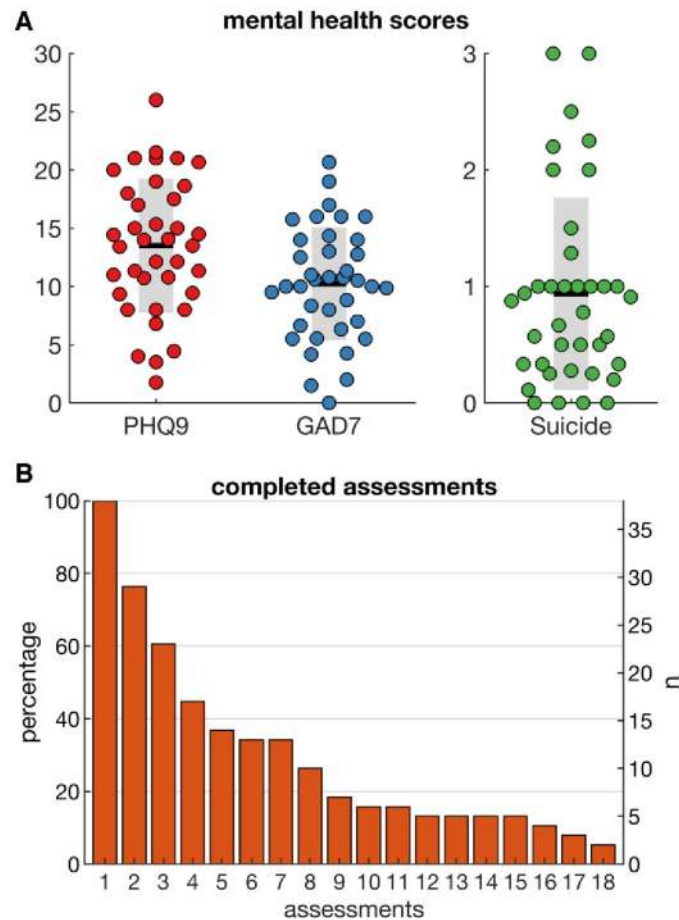 A
mental health scores
30
25
20
15
10
5
0
PHQ9
GAD7
3
2
1
0
Suicide
B
completed assessments
percentage
100
80
60
40
20
0
1 2 3 4 5 6 7 8 9 10 11 12 13 14 15 16 17 18
assessments
35
30
25
20
15
10
5
0
n